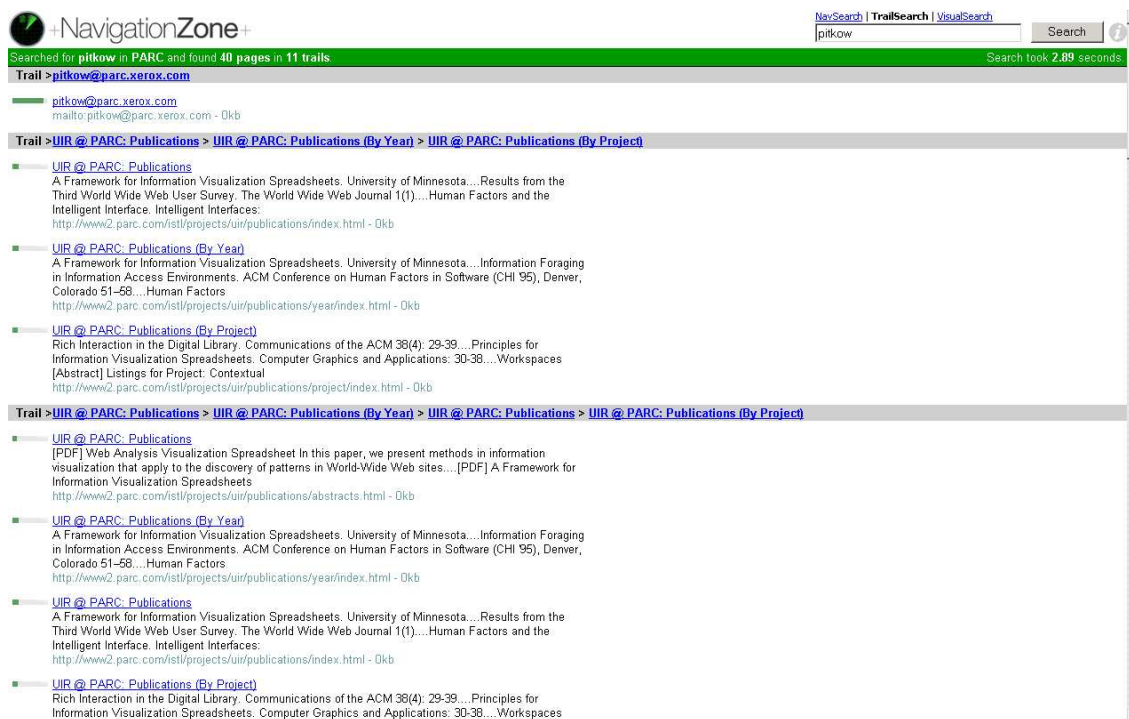 NavSearch | TrailSearch | VisualSearch
+NavigationZone+
pitkow
Search
Searched for pitkow in PARC and found 40 pages in 11 trails.
Search took 2.89 seconds.
Trail >pitkow@parc.xerox.com
pitkow@parc.xerox.com
mailto:pitkow@parc.xerox.com - 0kb
Trail >UIR @ PARC: Publications > UIR @ PARC: Publications (By Year) > UIR @ PARC: Publications (By Project)
UIR @ PARC: Publications
A Framework for Information Visualization Spreadsheets. University of Minnesota....Results from the
Third World Wide Web User Survey. The World Wide Web Journal 1(1)....Human Factors and the
Intelligent Interface. Intelligent Interfaces:
http://www2.parc.com/istl/projects/uir/publications/index.html - 0kb
UIR @ PARC: Publications (By Year)
A Framework for Information Visualization Spreadsheets. University of Minnesota....Information Foraging
in Information Access Environments. ACM Conference on Human Factors in Software (CHI '95), Denver,
Colorado 51–58....Human Factors
http://www2.parc.com/istl/projects/uir/publications/year/index.html - 0kb
UIR @ PARC: Publications (By Project)
Rich Interaction in the Digital Library. Communications of the ACM 38(4): 29-39....Principles for
Information Visualization Spreadsheets. Computer Graphics and Applications: 30-38....Workspaces
[Abstract] Listings for Project: Contextual
http://www2.parc.com/istl/projects/uir/publications/project/index.html - 0kb
Trail >UIR @ PARC: Publications > UIR @ PARC: Publications (By Year) > UIR @ PARC: Publications > UIR @ PARC: Publications (By Project)
UIR @ PARC: Publications
[PDF] Web Analysis Visualization Spreadsheet In this paper, we present methods in information
visualization that apply to the discovery of patterns in World-Wide Web sites....[PDF] A Framework for
Information Visualization Spreadsheets
http://www2.parc.com/istl/projects/uir/publications/abstracts.html - 0kb
UIR @ PARC: Publications (By Year)
A Framework for Information Visualization Spreadsheets. University of Minnesota....Information Foraging
in Information Access Environments. ACM Conference on Human Factors in Software (CHI '95), Denver,
Colorado 51–58....Human Factors
http://www2.parc.com/istl/projects/uir/publications/year/index.html - 0kb
UIR @ PARC: Publications
A Framework for Information Visualization Spreadsheets. University of Minnesota....Results from the
Third World Wide Web User Survey. The World Wide Web Journal 1(1)....Human Factors and the
Intelligent Interface. Intelligent Interfaces:
http://www2.parc.com/istl/projects/uir/publications/index.html - 0kb
UIR @ PARC: Publications (By Project)
Rich Interaction in the Digital Library. Communications of the ACM 38(4): 29-39....Principles for
Information Visualization Spreadsheets. Computer Graphics and Applications: 30-38....Workspaces